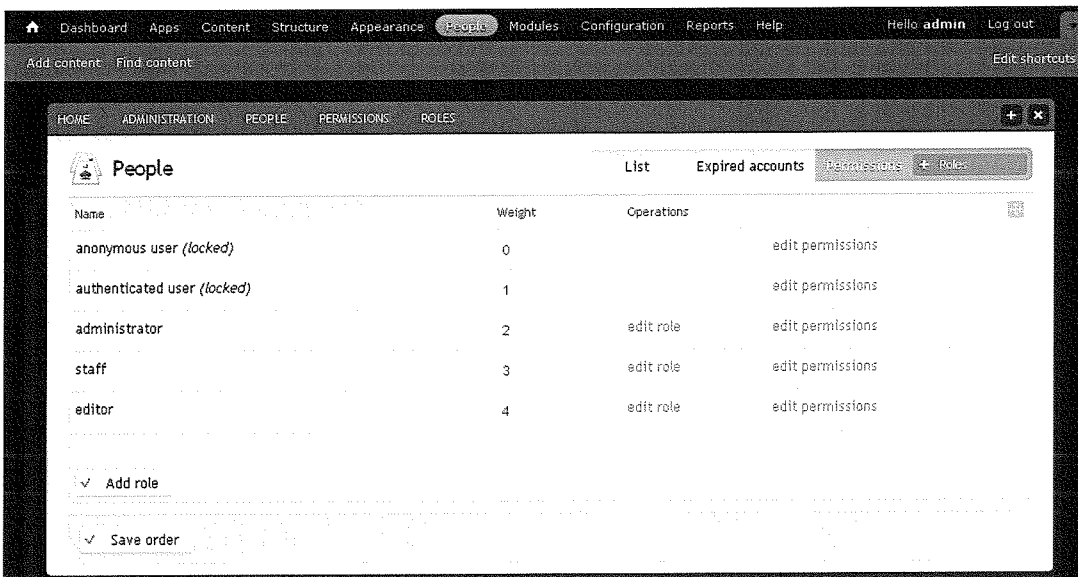 Dashboard Apps Content Structure Appearance People Modules Configuration Reports Help Hello admin Log out
Add content Find content Edit shortcuts
HOME ADMINISTRATION PEOPLE PERMISSIONS ROLES
People List Expired accounts Permissions Roles
Name Weight Operations
anonymous user (locked) 0 edit permissions
authenticated user (locked) 1 edit permissions
administrator 2 edit role edit permissions
staff 3 edit role edit permissions
editor 4 edit role edit permissions
Add role
Save order